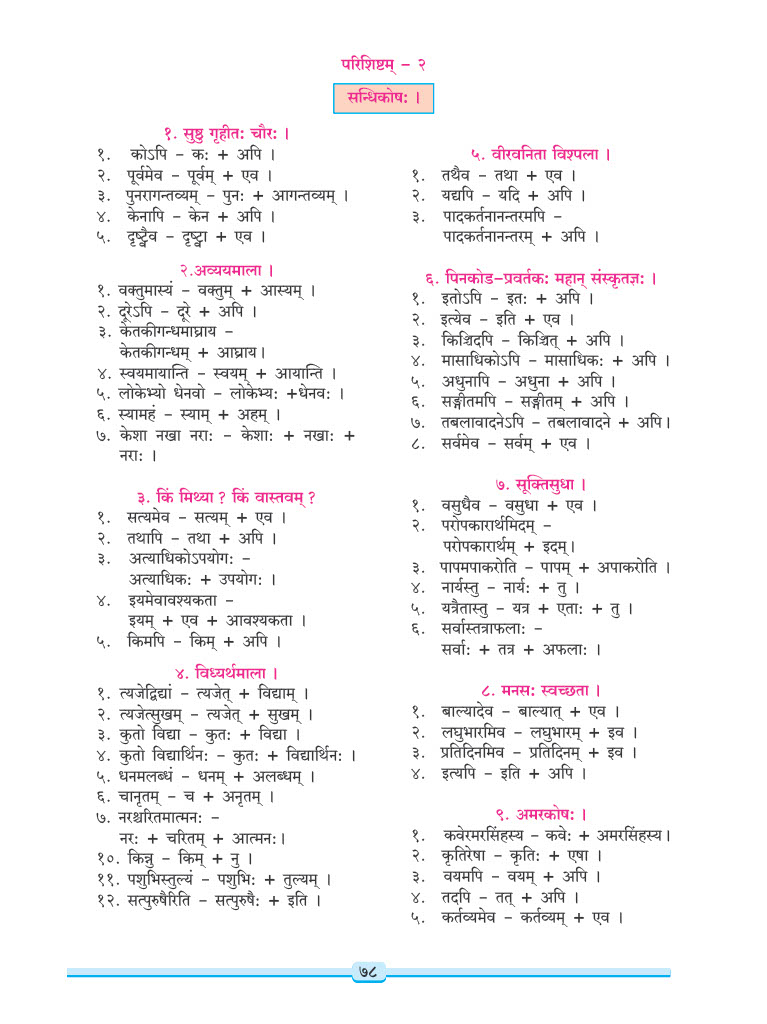 परिशिष्टम् - २
सन्धिकोषः ।
१. सुष्ठु गृहीतः चौरः ।
१. कोऽपि - कः + अपि ।
२. पूर्वमेव - पूर्वम् + एव ।
३. पुनरागन्तव्यम् - पुनः + आगन्तव्यम् ।
४. केनापि - केन + अपि ।
५. दृष्ट्वैव - दृष्ट्वा + एव ।
२.अव्ययमाला ।
१. वक्तुमास्यं - वक्तुम् + आस्यम् ।
२. दूरेऽपि - दूरे + अपि ।
३. केतकीगन्धमाघ्राय -
केतकीगन्धम् + आघ्राय।
४. स्वयमायान्ति - स्वयम् + आयान्ति ।
५. लोकेभ्यो धेनवो - लोकेभ्यः +धेनवः ।
६. स्यामहं - स्याम् + अहम् ।
७. केशा नखा नराः - केशाः + नखाः +
नराः ।
३. किं मिथ्या ? किं वास्तवम् ?
१. सत्यमेव - सत्यम् + एव ।
२. तथापि - तथा + अपि ।
३. अत्याधिकोऽपयोगः -
अत्याधिकः + उपयोगः ।
४. इयमेवावश्यकता -
इयम् + एव + आवश्यकता ।
५. किमपि - किम् + अपि ।
४. विध्यर्थमाला ।
१. त्यजेद्विद्यां - त्यजेत् + विद्याम् ।
२. त्यजेत्सुखम् - त्यजेत् + सुखम् ।
३. कुतो विद्या - कुतः + विद्या ।
४. कुतो विद्यार्थिनः - कुतः + विद्यार्थिनः ।
५. धनमलब्धं - धनम् + अलब्धम् ।
६. चानृतम् - च + अनृतम् ।
७. नरश्चरितमात्मनः -
नरः + चरितम् + आत्मनः।
१०. किन्नु - किम् + नु ।
११. पशुभिस्तुल्यं - पशुभिः + तुल्यम् ।
१२. सत्पुरुषैरिति - सत्पुरुषैः + इति ।
५. वीरवनिता विश्पला ।
१. तथैव - तथा + एव ।
२. यद्यपि - यदि + अपि ।
३. पादकर्तनानन्तरमपि -
पादकर्तनानन्तरम् + अपि ।
६. पिनकोड-प्रवर्तकः महान् संस्कृतज्ञः ।
१. इतोऽपि - इतः + अपि ।
२. इत्येव - इति + एव ।
३. किञ्चिदपि - किञ्चित् + अपि ।
४. मासाधिकोऽपि - मासाधिकः + अपि ।
५. अधुनापि - अधुना + अपि ।
६. सङ्गीतमपि - सङ्गीतम् + अपि ।
७. तबलावादनेऽपि - तबलावादने + अपि।
८. सर्वमेव - सर्वम् + एव ।
७. सूक्तिसुधा ।
१. वसुधैव - वसुधा + एव ।
२. परोपकारार्थमिदम् -
परोपकारार्थम् + इदम्।
३. पापमपाकरोति - पापम् + अपाकरोति ।
४. नार्यस्तु - नार्यः + तु ।
५. यत्रैतास्तु - यत्र + एताः + तु ।
६. सर्वास्तत्राफलाः -
सर्वाः + तत्र + अफलाः ।
८. मनसः स्वच्छता ।
१. बाल्यादेव - बाल्यात् + एव ।
२. लघुभारमिव - लघुभारम् + इव ।
३. प्रतिदिनमिव - प्रतिदिनम् + इव ।
४. इत्यपि - इति + अपि ।
९. अमरकोषः ।
१. कवेरमरसिंहस्य - कवेः + अमरसिंहस्य।
२. कृतिरेषा - कृतिः + एषा ।
३. वयमपि - वयम् + अपि ।
४. तदपि - तत् + अपि ।
५. कर्तव्यमेव - कर्तव्यम् + एव ।
७८